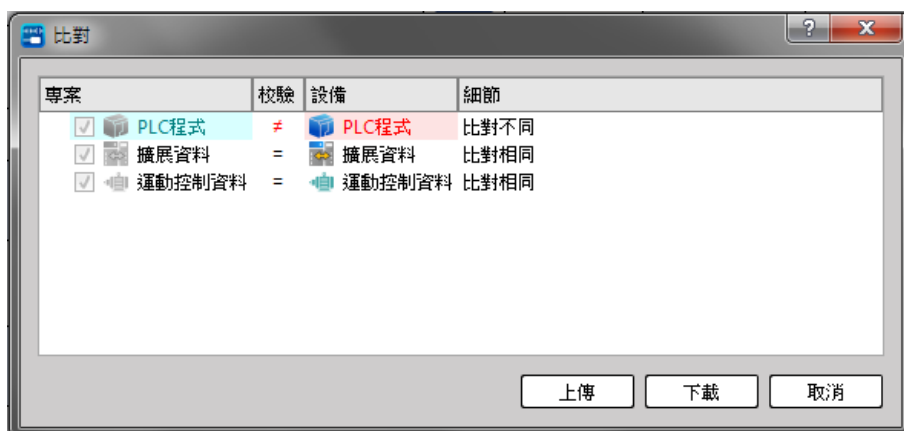 比對
專案 校驗 設備 細節
PLC程式 ≠ PLC程式 比對不同
擴展資料 = 擴展資料 比對相同
運動控制資料 = 運動控制資料 比對相同
上傳 下載 取消